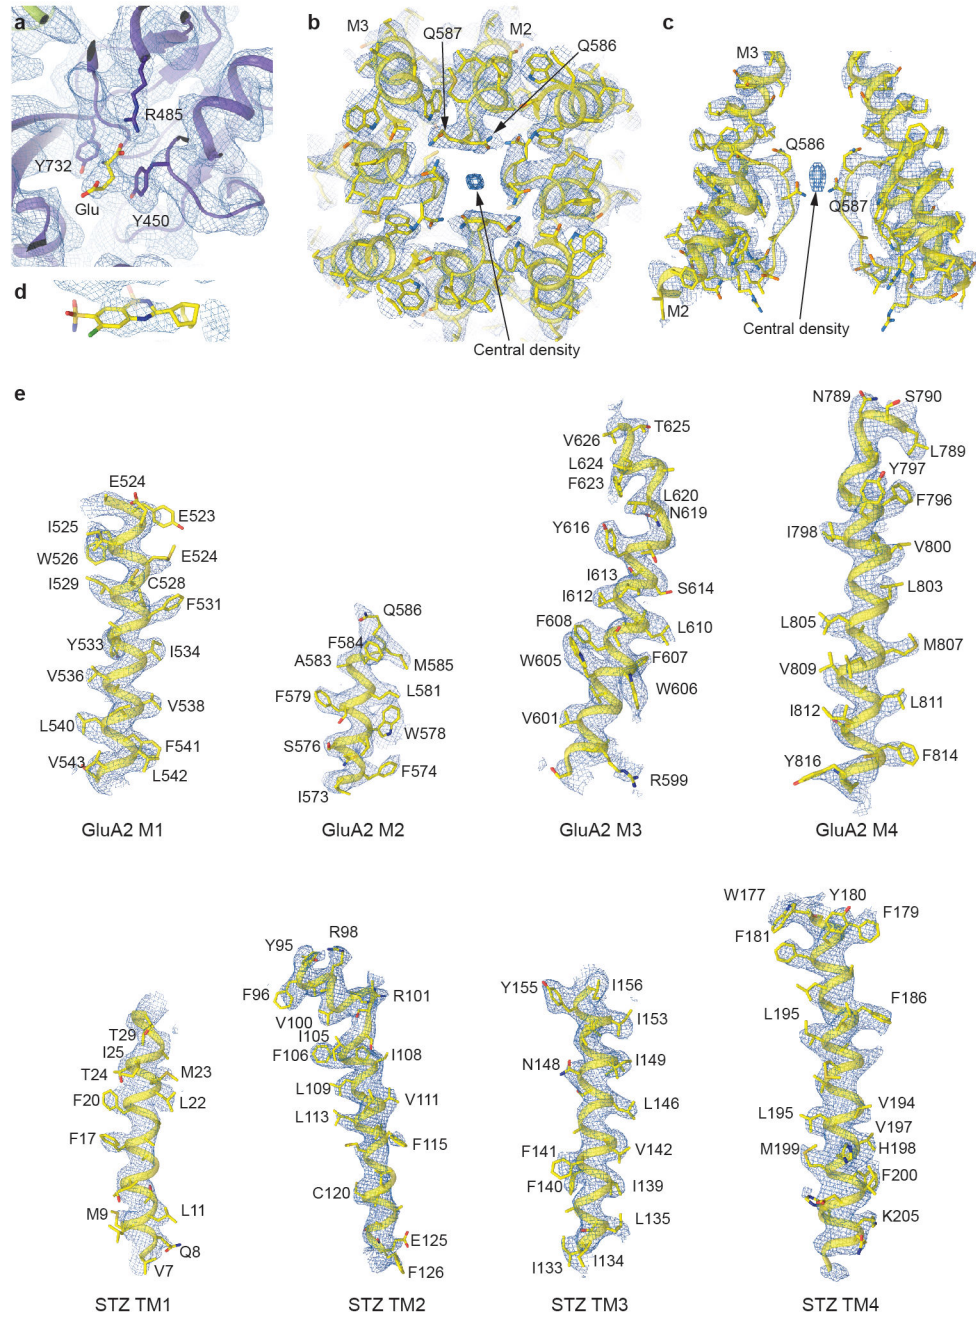 a
R485
Y732
Glu
Y450
b
M3
Q587
M2
Q586
Central density
c
M3
Q586
Q587
M2
Central density
d
e
E524
E523
I525
W526
E524
I529
C528
F531
Y533
I534
V536
V538
L540
F541
V543
L542
GluA2 M1
Q586
F584
A583
M585
F579
L581
W578
S576
F574
I573
GluA2 M2
T625
V626
L624
F623
L620
N619
Y616
I613
S614
I612
F608
L610
W605
F607
W606
V601
R599
GluA2 M3
N789
S790
L789
Y797
F796
I798
V800
L803
L805
M807
V809
L811
I812
F814
Y816
GluA2 M4
T29
I25
T24
M23
F20
L22
F17
M9
L11
Q8
V7
STZ TM1
R98
Y95
F96
R101
V100
I105
F106
I108
L109
V111
L113
F115
C120
E125
F126
STZ TM2
Y155
I156
I153
N148
I149
L146
F141
V142
F140
I139
L135
I133
I134
STZ TM3
W177
Y180
F179
F181
F186
L195
L195
V194
V197
M199
H198
F200
K205
STZ TM4